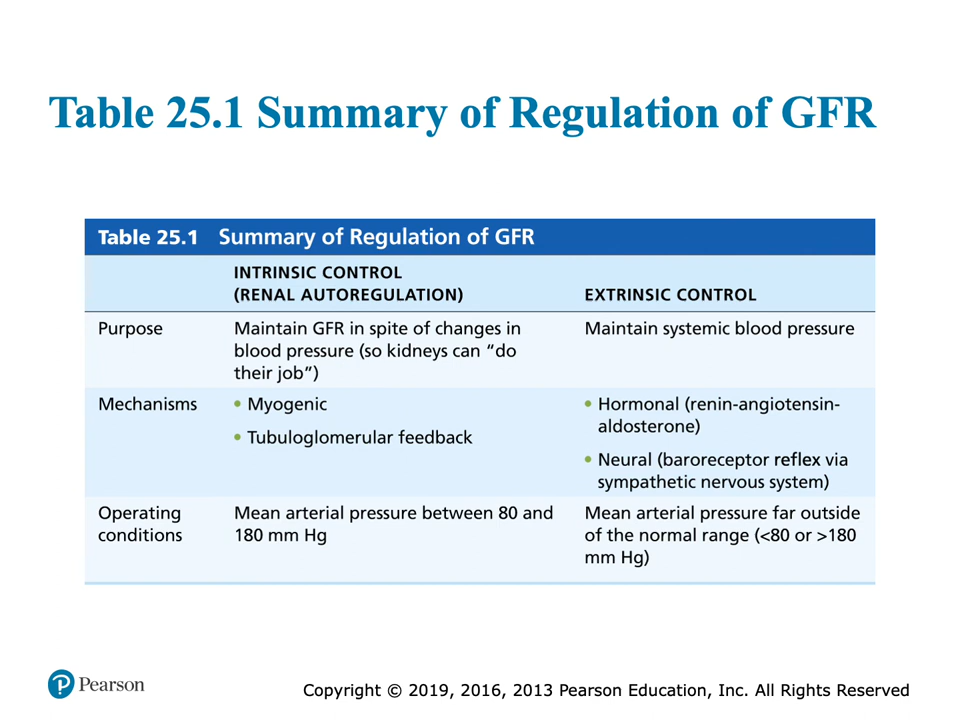 Table 25.1 Summary of Regulation of GFR
Table 25.1 Summary of Regulation of GFR
INTRINSIC CONTROL
(RENAL AUTOREGULATION)
EXTRINSIC CONTROL
Purpose
Maintain GFR in spite of changes in
blood pressure (so kidneys can “do
their job”)
Maintain systemic blood pressure
Mechanisms
• Myogenic
• Tubuloglomerular feedback
• Hormonal (renin-angiotensin-
aldosterone)
• Neural (baroreceptor reflex via
sympathetic nervous system)
Operating
conditions
Mean arterial pressure between 80 and
180 mm Hg
Mean arterial pressure far outside
of the normal range (<80 or >180
mm Hg)
Pearson
Copyright © 2019, 2016, 2013 Pearson Education, Inc. All Rights Reserved